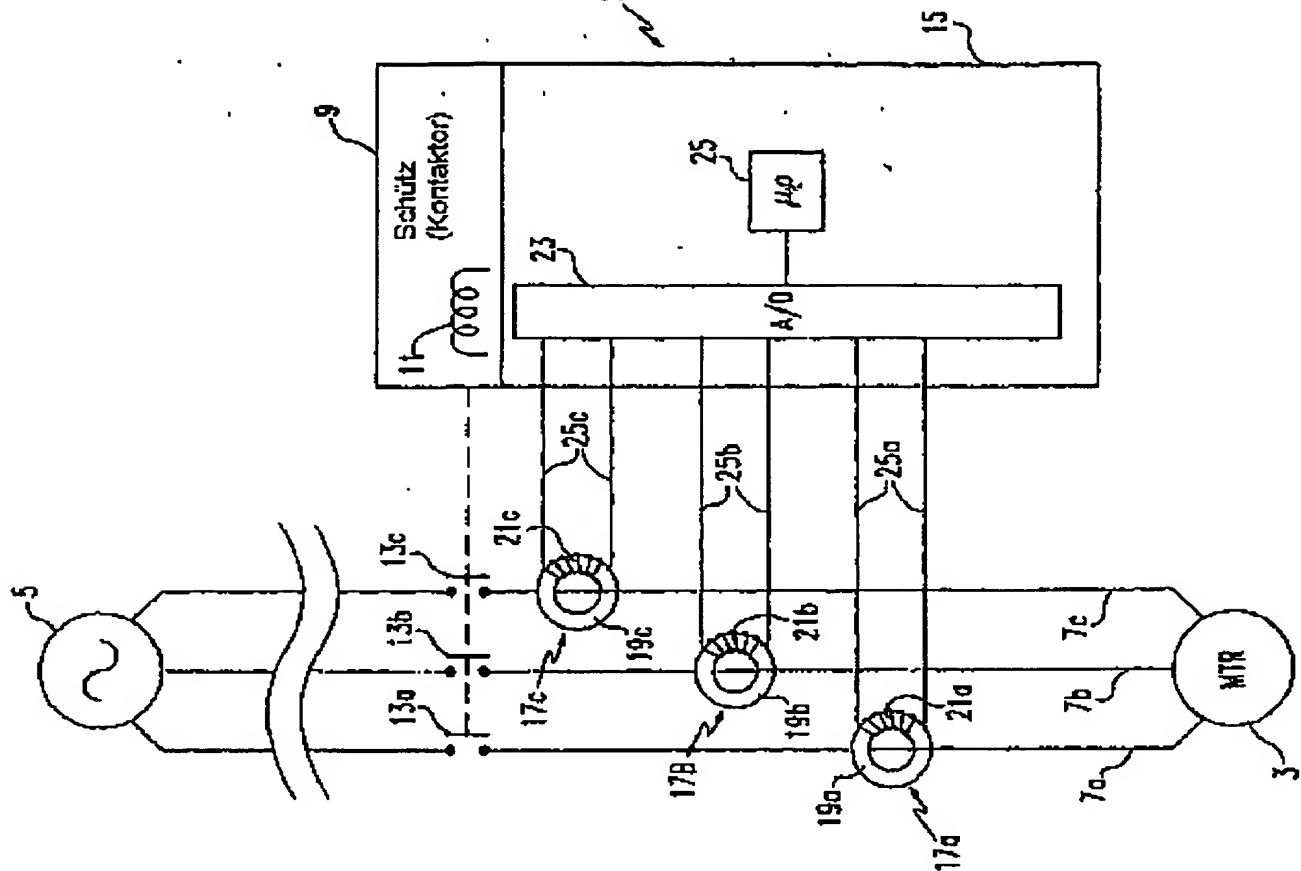 5
13a
13b
13c
9
Schütz
(Kontaktor)
11
17c
19c
21c
25c
23
A/D
25
μP
15
17B
19b
21b
25b
19a
17a
21a
25a
7a
7b
7c
3
MTR